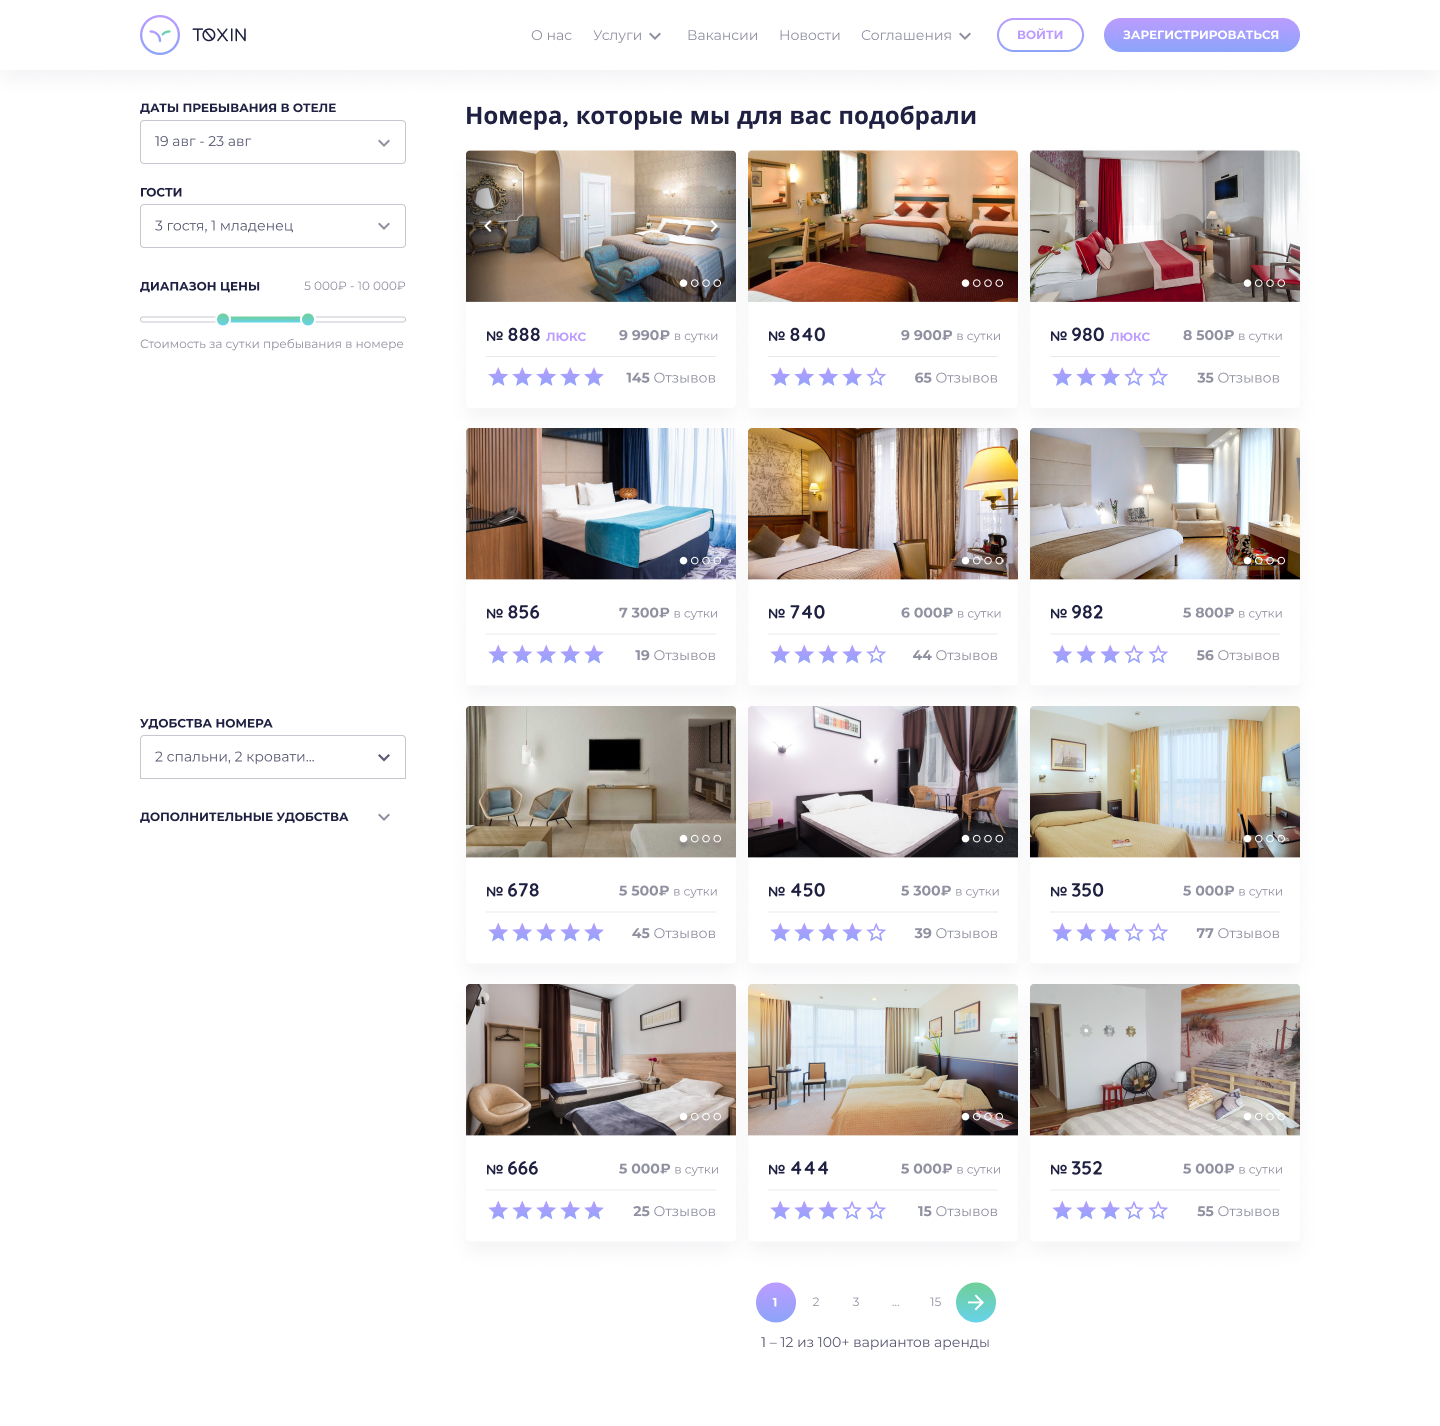 TOXIN
О нас Услуги Вакансии Новости Соглашения ВОЙТИ ЗАРЕГИСТРИРОВАТЬСЯ
ДАТЫ ПРЕБЫВАНИЯ В ОТЕЛЕ
19 авг - 23 авг
ГОСТИ
3 гостя, 1 младенец
ДИАПАЗОН ЦЕНЫ 5 000₽ - 10 000₽
Стоимость за сутки пребывания в номере
УДОБСТВА НОМЕРА
2 спальни, 2 кровати...
ДОПОЛНИТЕЛЬНЫЕ УДОБСТВА
Номера, которые мы для вас подобрали
№ 888 ЛЮКС 9 990₽ в сутки
145 Отзывов
№ 840 9 900₽ в сутки
65 Отзывов
№ 980 ЛЮКС 8 500₽ в сутки
35 Отзывов
№ 856 7 300₽ в сутки
19 Отзывов
№ 740 6 000₽ в сутки
44 Отзывов
№ 982 5 800₽ в сутки
56 Отзывов
№ 678 5 500₽ в сутки
45 Отзывов
№ 450 5 300₽ в сутки
39 Отзывов
№ 350 5 000₽ в сутки
77 Отзывов
№ 666 5 000₽ в сутки
25 Отзывов
№ 444 5 000₽ в сутки
15 Отзывов
№ 352 5 000₽ в сутки
55 Отзывов
1 2 3 ... 15
1 – 12 из 100+ вариантов аренды